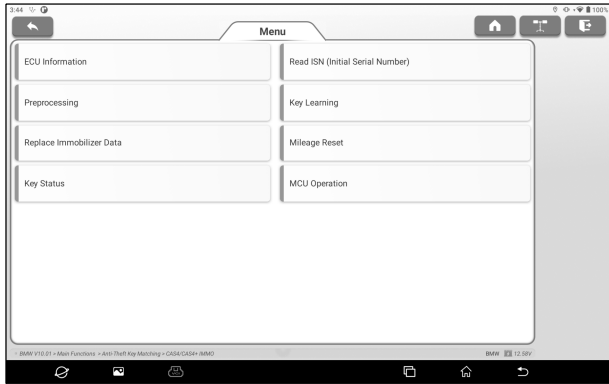 3:44
100%
Menu
ECU Information
Read ISN (Initial Serial Number)
Preprocessing
Key Learning
Replace Immobilizer Data
Mileage Reset
Key Status
MCU Operation
BMW V10.01 > Main Functions > Anti-Theft Key Matching > CAS4/CAS4+ IMMO
BMW 12.58V